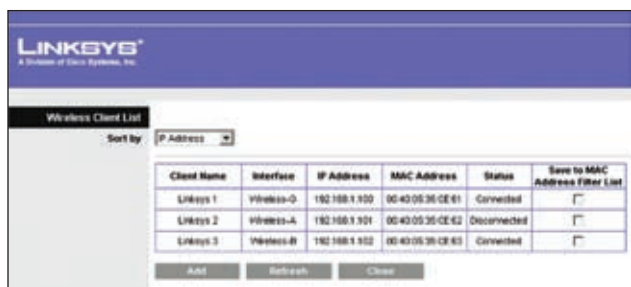 LINKSYS®
A Division of Cisco Systems, Inc.
Wireless Client List
Sort by IP Address
Client Name Interface IP Address MAC Address Status Save to MAC Address Filter List
Linksys 1 Wireless-G 192.168.1.100 00:40:05:36:CE:61 Connected
Linksys 2 Wireless-A 192.168.1.101 00:40:05:36:CE:62 Disconnected
Linksys 3 Wireless-B 192.168.1.102 00:40:05:36:CE:63 Connected
Add Refresh Close